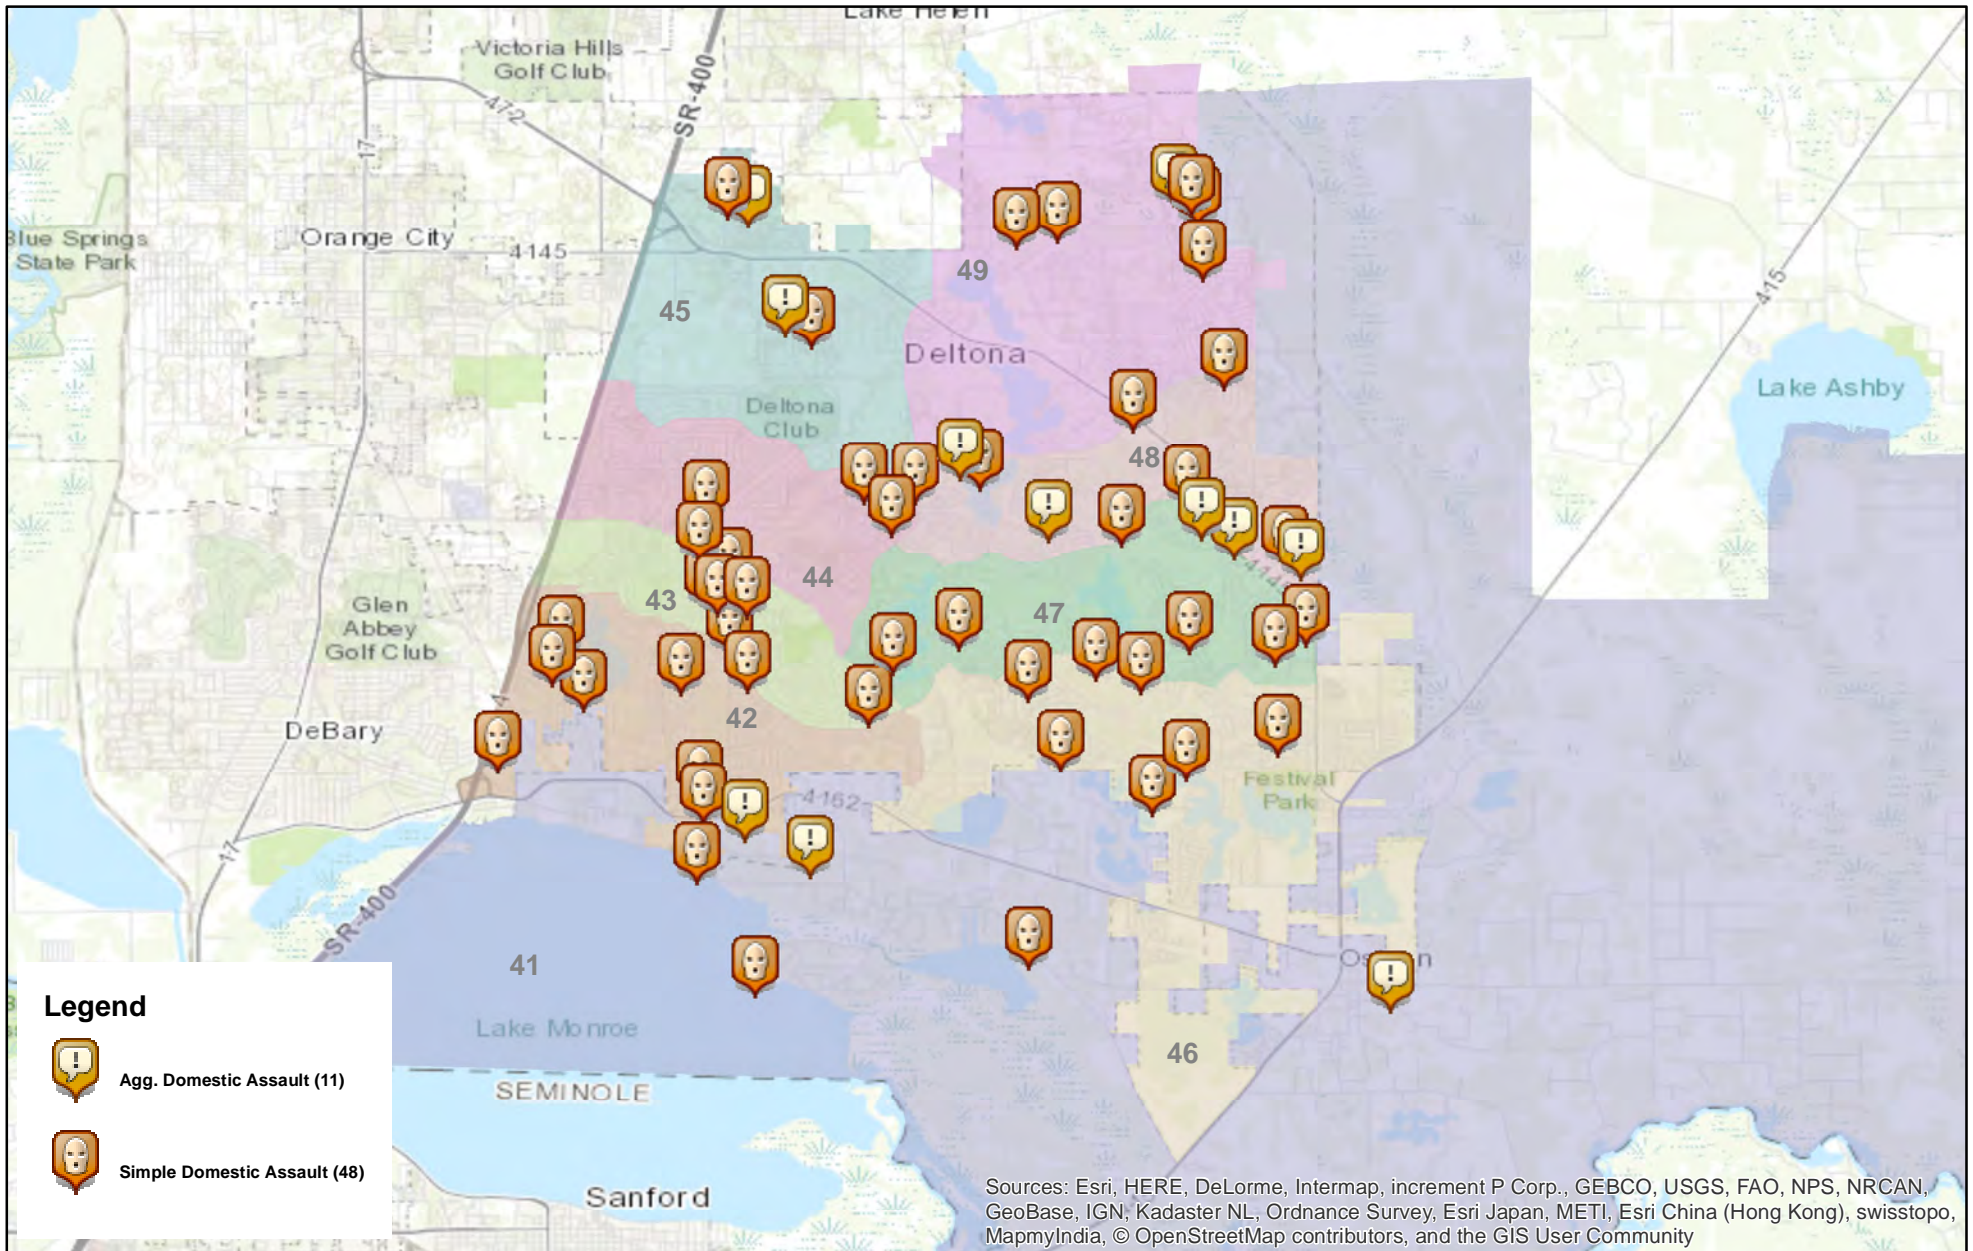 Lake Helen
Victoria Hills
Golf Club
SR-400
472
17
Blue Springs
State Park
Orange City
4145
49
45
Deltona
415
Lake Ashby
Deltona
Club
48
44
43
47
Glen
Abbey
Golf Club
4
DeBary
42
4162
Festival
Park
17
SR-400
41
Lake Monroe
46
SEMINOLE
Sanford
Legend
Agg. Domestic Assault (11)
Simple Domestic Assault (48)
Sources: Esri, HERE, DeLorme, Intermap, increment P Corp., GEBCO, USGS, FAO, NPS, NRCAN,
GeoBase, IGN, Kadaster NL, Ordnance Survey, Esri Japan, METI, Esri China (Hong Kong), swisstopo,
MapmyIndia, © OpenStreetMap contributors, and the GIS User Community